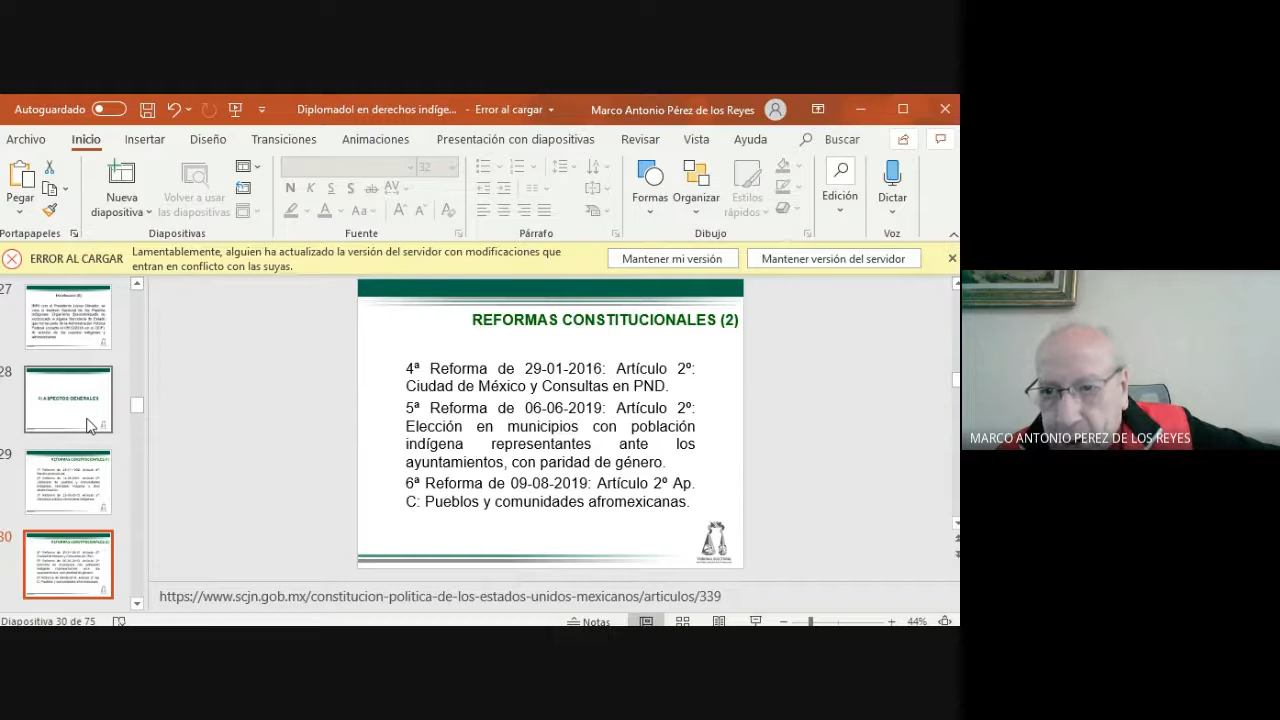 Autoguardado
Diplomadol en derechos indíge... - Error al cargar
Marco Antonio Pérez de los Reyes
Archivo Inicio Insertar Diseño Transiciones Animaciones Presentación con diapositivas Revisar Vista Ayuda Buscar
32
Pegar
Nueva diapositiva
Volver a usar las diapositivas
N K S S ab AV
A Aa A A A
Formas Organizar Estilos rápidos
Edición
Dictar
Portapapeles Diapositivas Fuente Párrafo Dibujo Voz
ERROR AL CARGAR
Lamentablemente, alguien ha actualizado la versión del servidor con modificaciones que
entran en conflicto con las suyas.
Mantener mi versión
Mantener versión del servidor
27
28
ASPECTOS GENERALES
29
30
REFORMAS CONSTITUCIONALES (2)
4ª Reforma de 29-01-2016: Artículo 2º:
Ciudad de México y Consultas en PND.
5ª Reforma de 06-06-2019: Artículo 2º:
Elección en municipios con población
indígena representantes ante los
ayuntamientos, con paridad de género.
6ª Reforma de 09-08-2019: Artículo 2º Ap.
C: Pueblos y comunidades afromexicanas.
https://www.scjn.gob.mx/constitucion-politica-de-los-estados-unidos-mexicanos/articulos/339
Diapositiva 30 de 75
Notas
44%
MARCO ANTONIO PEREZ DE LOS REYES